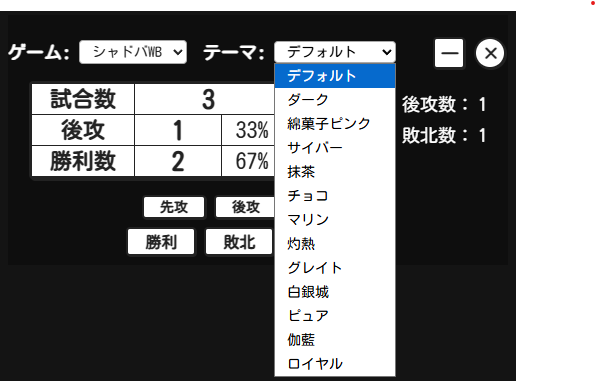 ゲーム: シャドバWB テーマ: デフォルト
デフォルト
ダーク
綿菓子ピンク
サイバー
抹茶
チョコ
マリン
灼熱
グレイト
白銀城
ピュア
伽藍
ロイヤル
試合数 3
後攻 1 33% 後攻数： 1
勝利数 2 67% 敗北数： 1
先攻 後攻
勝利 敗北